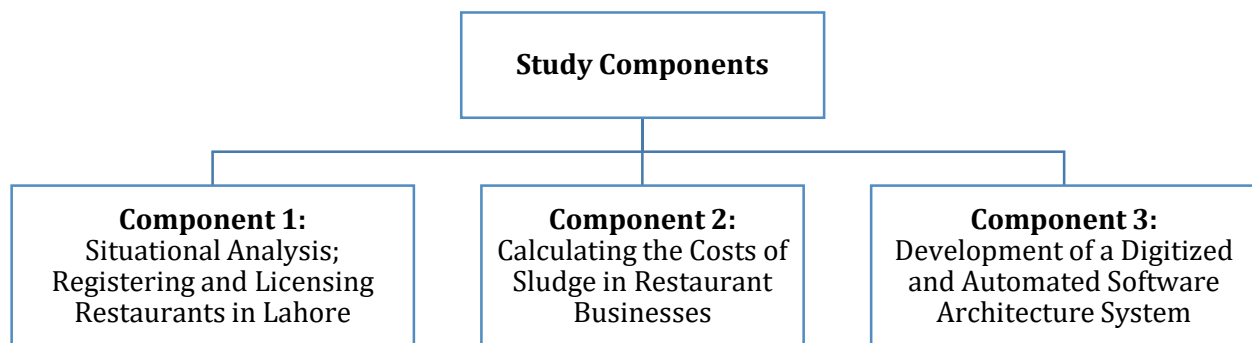 Study Components
Component 1:
Situational Analysis;
Registering and Licensing
Restaurants in Lahore
Component 2:
Calculating the Costs of
Sludge in Restaurant
Businesses
Component 3:
Development of a Digitized
and Automated Software
Architecture System